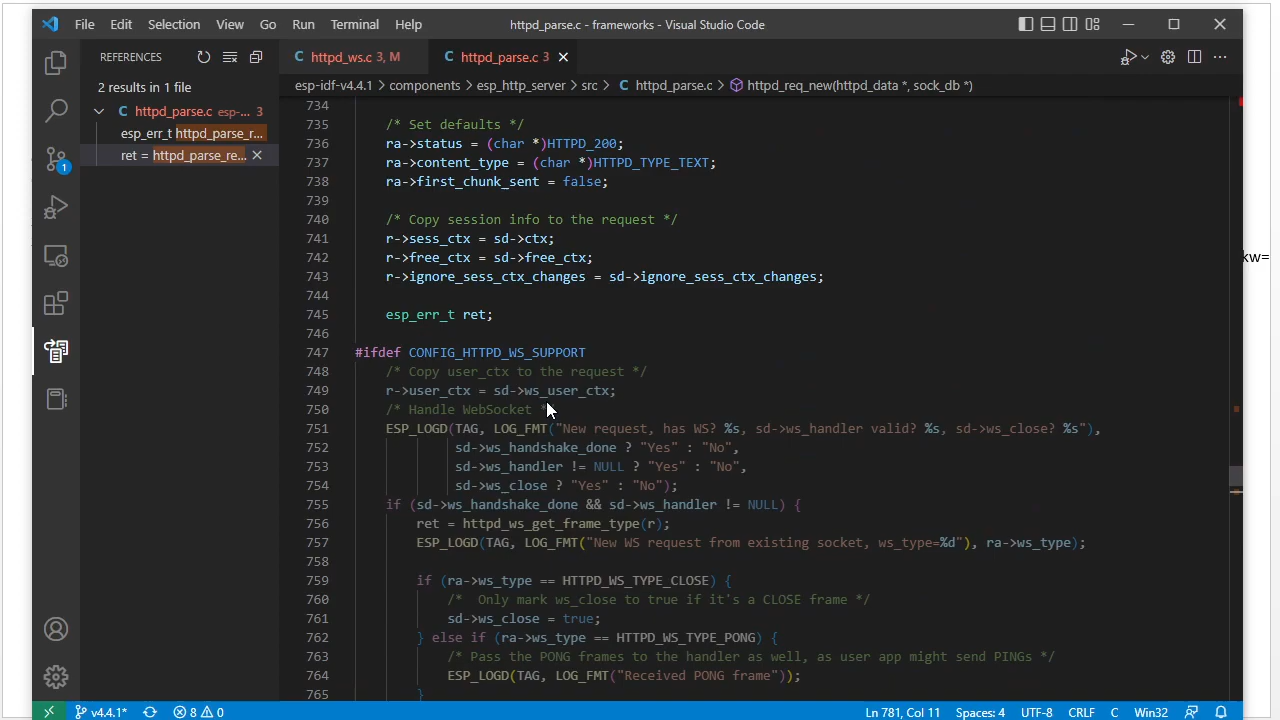 File Edit Selection View Go Run Terminal Help
httpd_parse.c - frameworks - Visual Studio Code
REFERENCES
2 results in 1 file
httpd_parse.c esp-... 3
esp_err_t httpd_parse_r...
ret = httpd_parse_re...
1
httpd_ws.c 3, M
httpd_parse.c 3
esp-idf-v4.4.1 > components > esp_http_server > src > C httpd_parse.c > httpd_req_new(httpd_data *, sock_db *)
734
735 /* Set defaults */
736 ra->status = (char *)HTTPD_200;
737 ra->content_type = (char *)HTTPD_TYPE_TEXT;
738 ra->first_chunk_sent = false;
739
740 /* Copy session info to the request */
741 r->sess_ctx = sd->ctx;
742 r->free_ctx = sd->free_ctx;
743 r->ignore_sess_ctx_changes = sd->ignore_sess_ctx_changes;
744
745 esp_err_t ret;
746
747 #ifdef CONFIG_HTTPD_WS_SUPPORT
748 /* Copy user_ctx to the request */
749 r->user_ctx = sd->ws_user_ctx;
750 /* Handle WebSocket *
751 ESP_LOGD(TAG, LOG_FMT("New request, has WS? %s, sd->ws_handler valid? %s, sd->ws_close? %s"),
752 sd->ws_handshake_done ? "Yes" : "No",
753 sd->ws_handler != NULL ? "Yes" : "No",
754 sd->ws_close ? "Yes" : "No");
755 if (sd->ws_handshake_done && sd->ws_handler != NULL) {
756 ret = httpd_ws_get_frame_type(r);
757 ESP_LOGD(TAG, LOG_FMT("New WS request from existing socket, ws_type=%d"), ra->ws_type);
758
759 if (ra->ws_type == HTTPD_WS_TYPE_CLOSE) {
760 /*  Only mark ws_close to true if it's a CLOSE frame */
761 sd->ws_close = true;
762 } else if (ra->ws_type == HTTPD_WS_TYPE_PONG) {
763 /* Pass the PONG frames to the handler as well, as user app might send PINGs */
764 ESP_LOGD(TAG, LOG_FMT("Received PONG frame"));
765 }
kw=
v4.4.1* 8 0 Ln 781, Col 11 Spaces: 4 UTF-8 CRLF C Win32